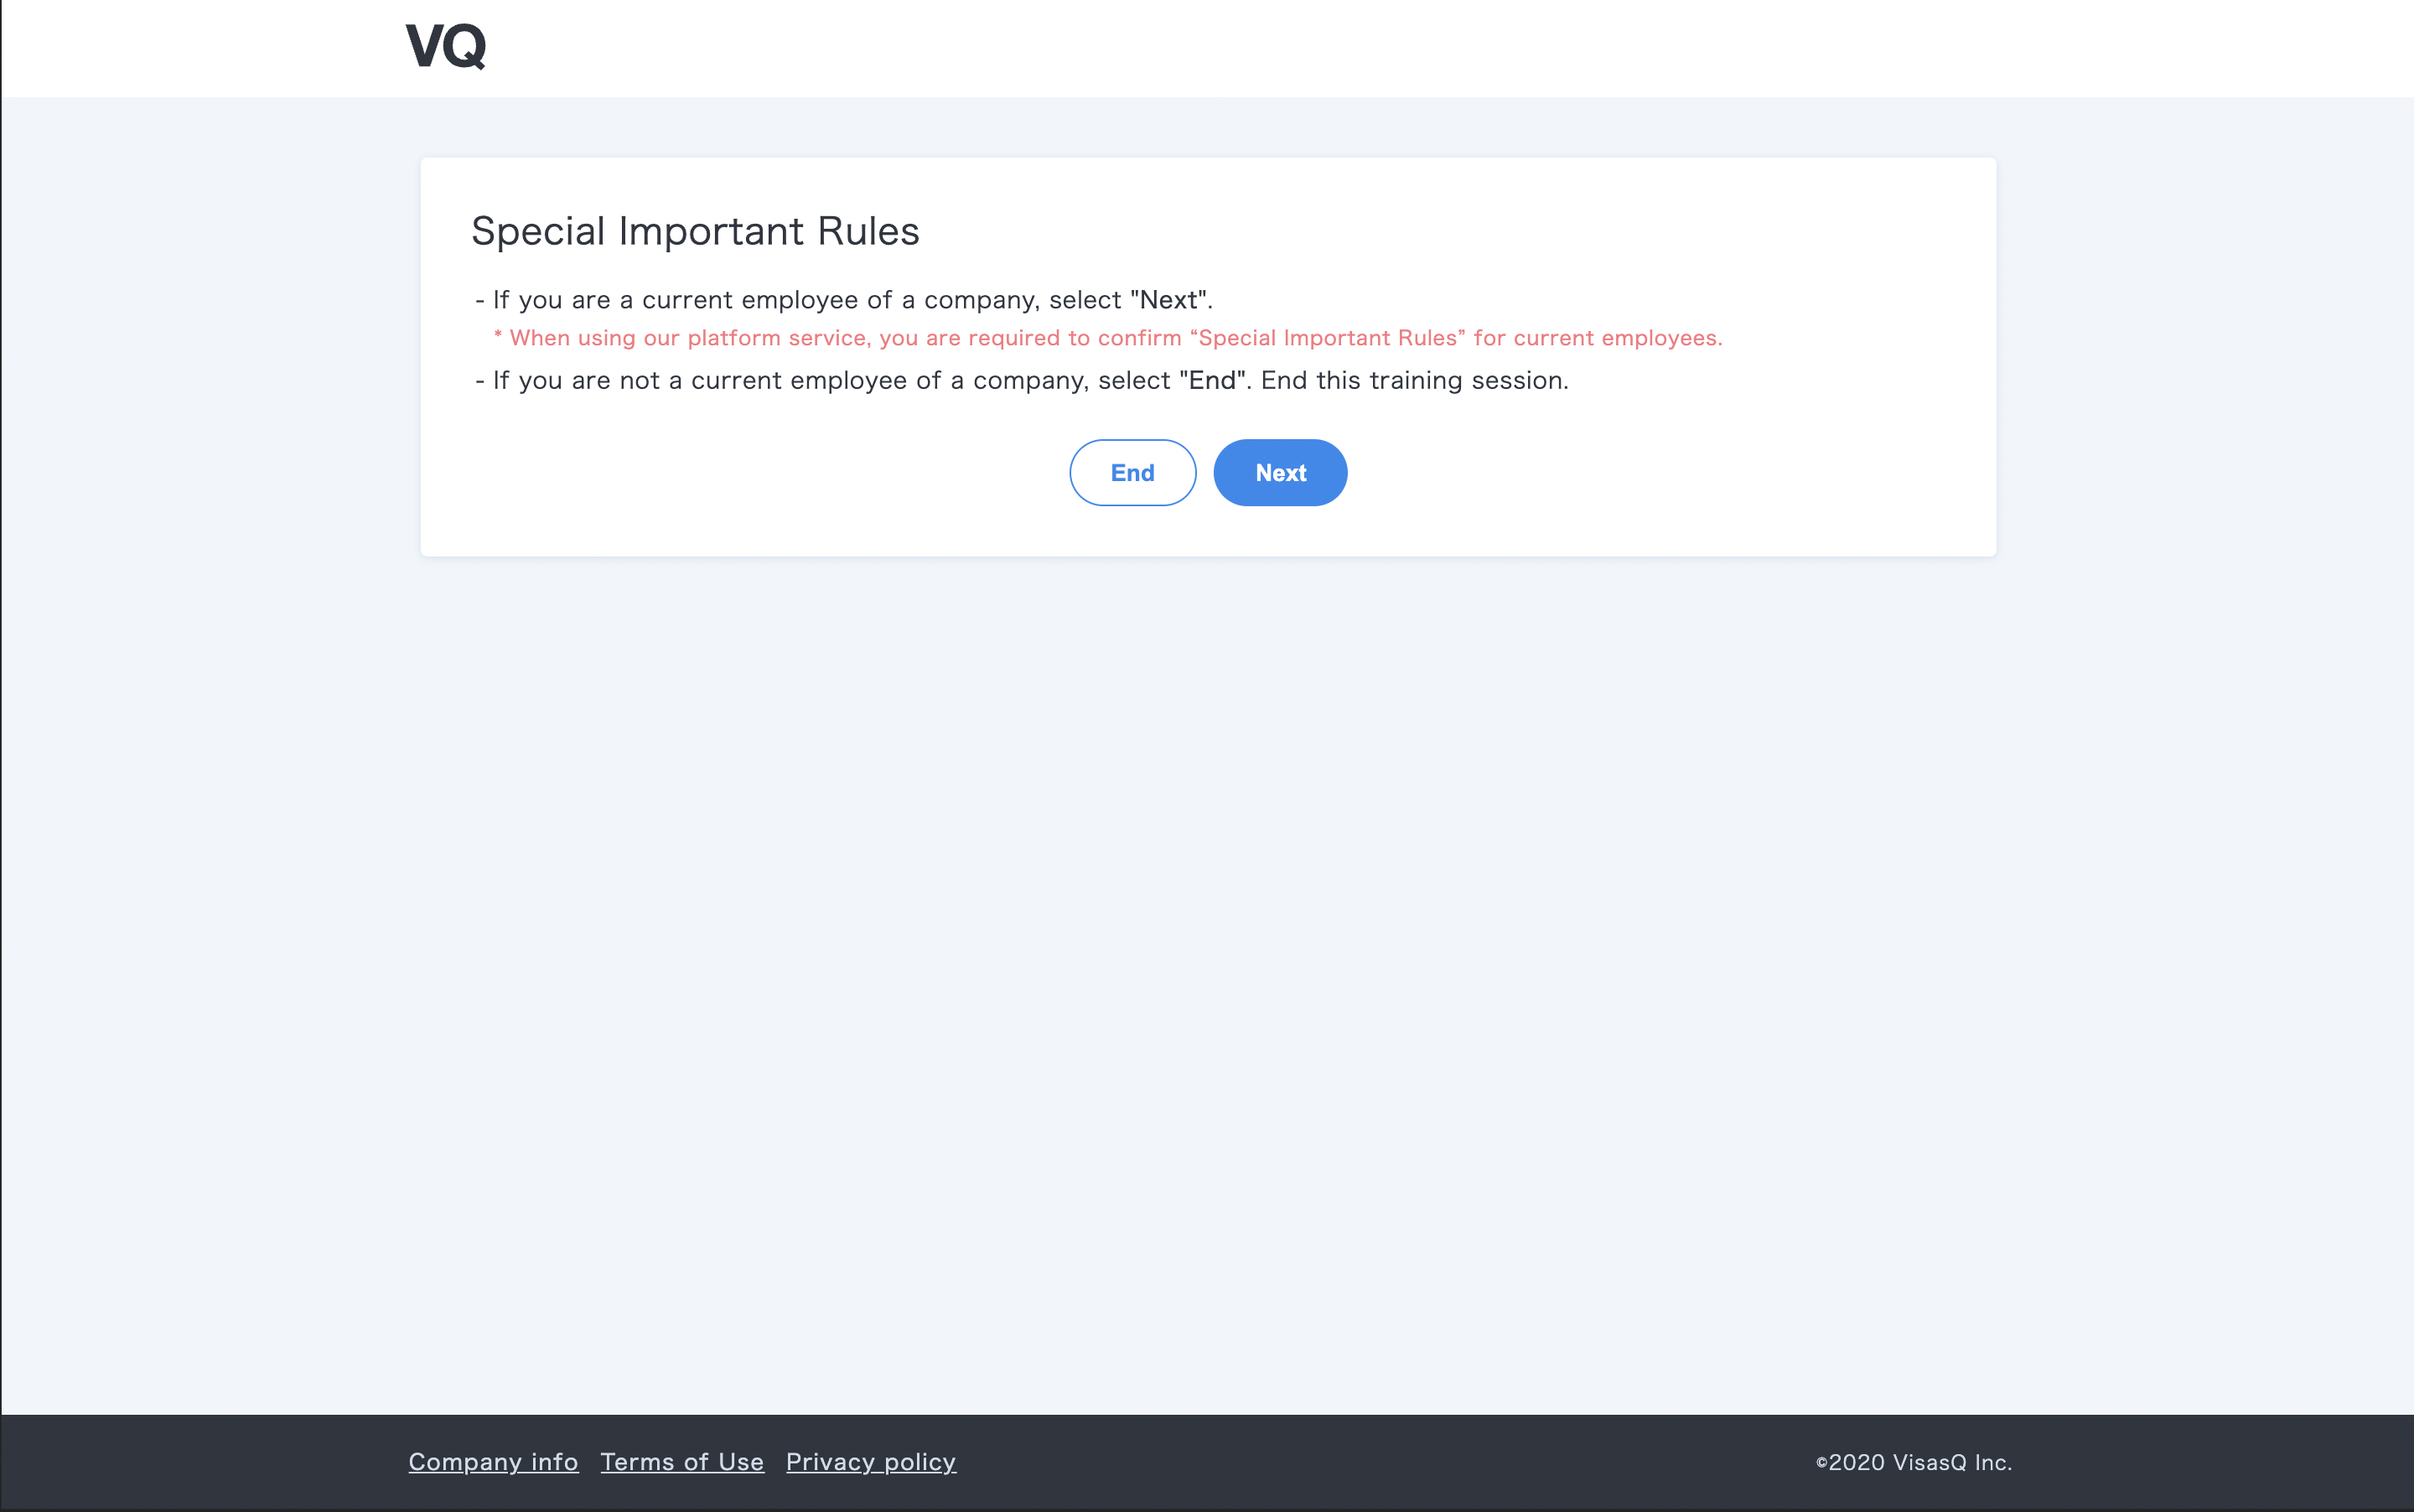 VQ
Special Important Rules
- If you are a current employee of a company, select "Next".
* When using our platform service, you are required to confirm “Special Important Rules” for current employees.
- If you are not a current employee of a company, select "End". End this training session.
End Next
Company info Terms of Use Privacy policy ©2020 VisasQ Inc.